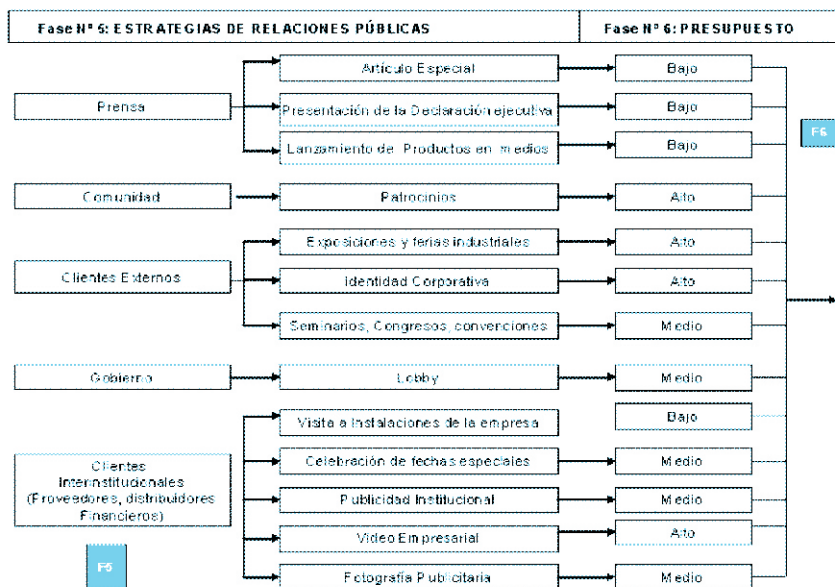 Fase Nº 5: ESTRATEGIAS DE RELACIONES PÚBLICAS
Fase Nº 6: PRESUPUESTO
Prensa
Artículo Especial
Bajo
Presentación de la Declaración ejecutiva
Bajo
Lanzamiento de Productos en medios
Bajo
F6
Comunidad
Patrocinios
Alto
Clientes Externos
Exposiciones y ferias industriales
Alto
Identidad Corporativa
Alto
Seminarios, Congresos, convenciones
Medio
Gobierno
Lobby
Medio
Clientes
Interinstitucionales
(Proveedores, distribuidores
Financieros)
Visita a Instalaciones de la empresa
Bajo
Celebración de fechas especiales
Medio
Publicidad Institucional
Medio
Video Empresarial
Alto
Fotografía Publicitaria
Medio
F5